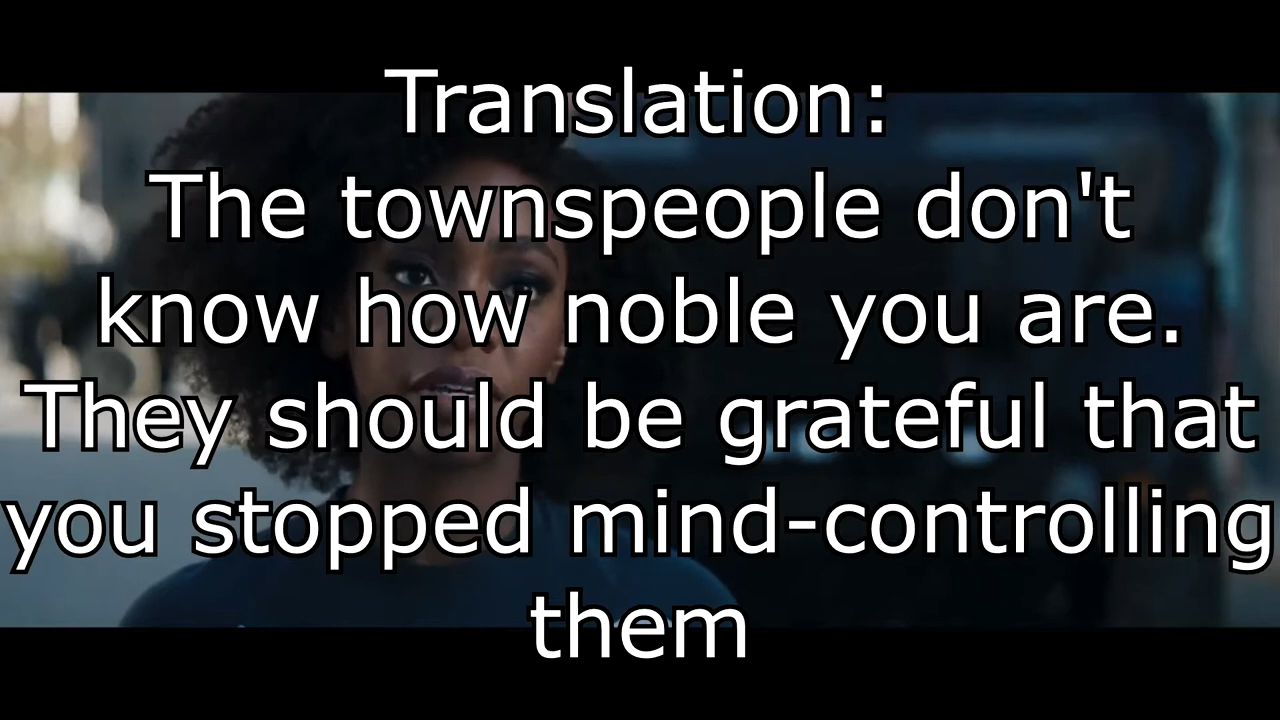 Translation:
The townspeople don't
know how noble you are.
They should be grateful that
you stopped mind-controlling
them